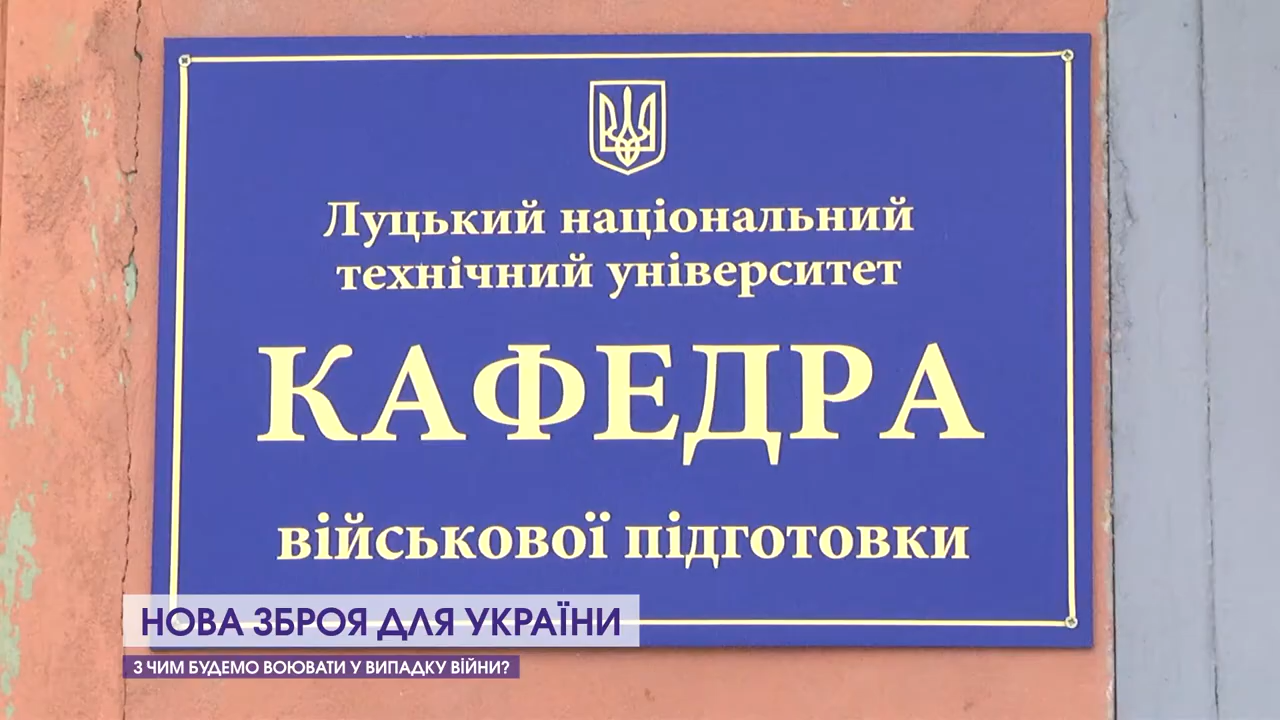 Луцький національний
технічний університет
КАФЕДРА
військової підготовки
НОВА ЗБРОЯ ДЛЯ УКРАЇНИ
З ЧИМ БУДЕМО ВОЮВАТИ У ВИПАДКУ ВІЙНИ?